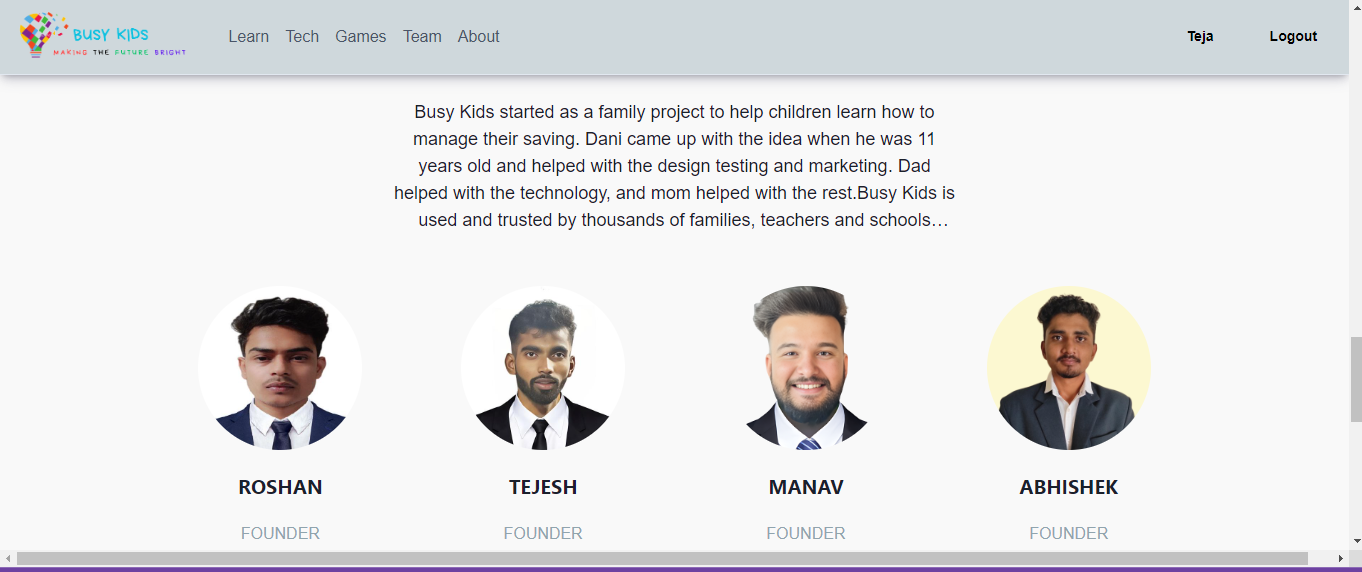 BUSY KIDS
MAKING THE FUTURE BRIGHT
Learn Tech Games Team About
Teja Logout
Busy Kids started as a family project to help children learn how to
manage their saving. Dani came up with the idea when he was 11
years old and helped with the design testing and marketing. Dad
helped with the technology, and mom helped with the rest.Busy Kids is
used and trusted by thousands of families, teachers and schools…
ROSHAN TEJESH MANAV ABHISHEK
FOUNDER FOUNDER FOUNDER FOUNDER